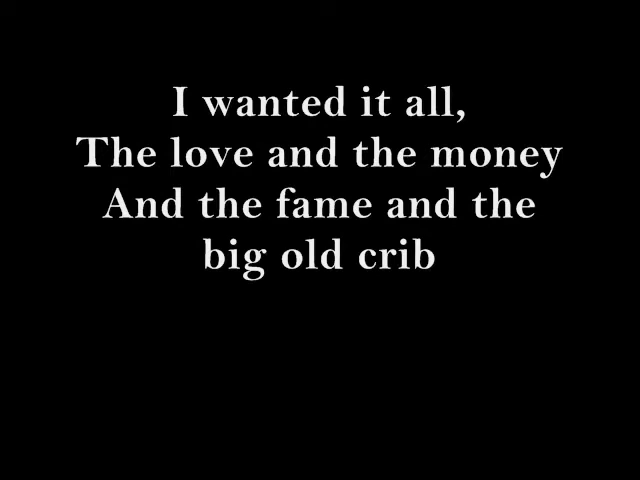 I wanted it all,
The love and the money
And the fame and the
big old crib